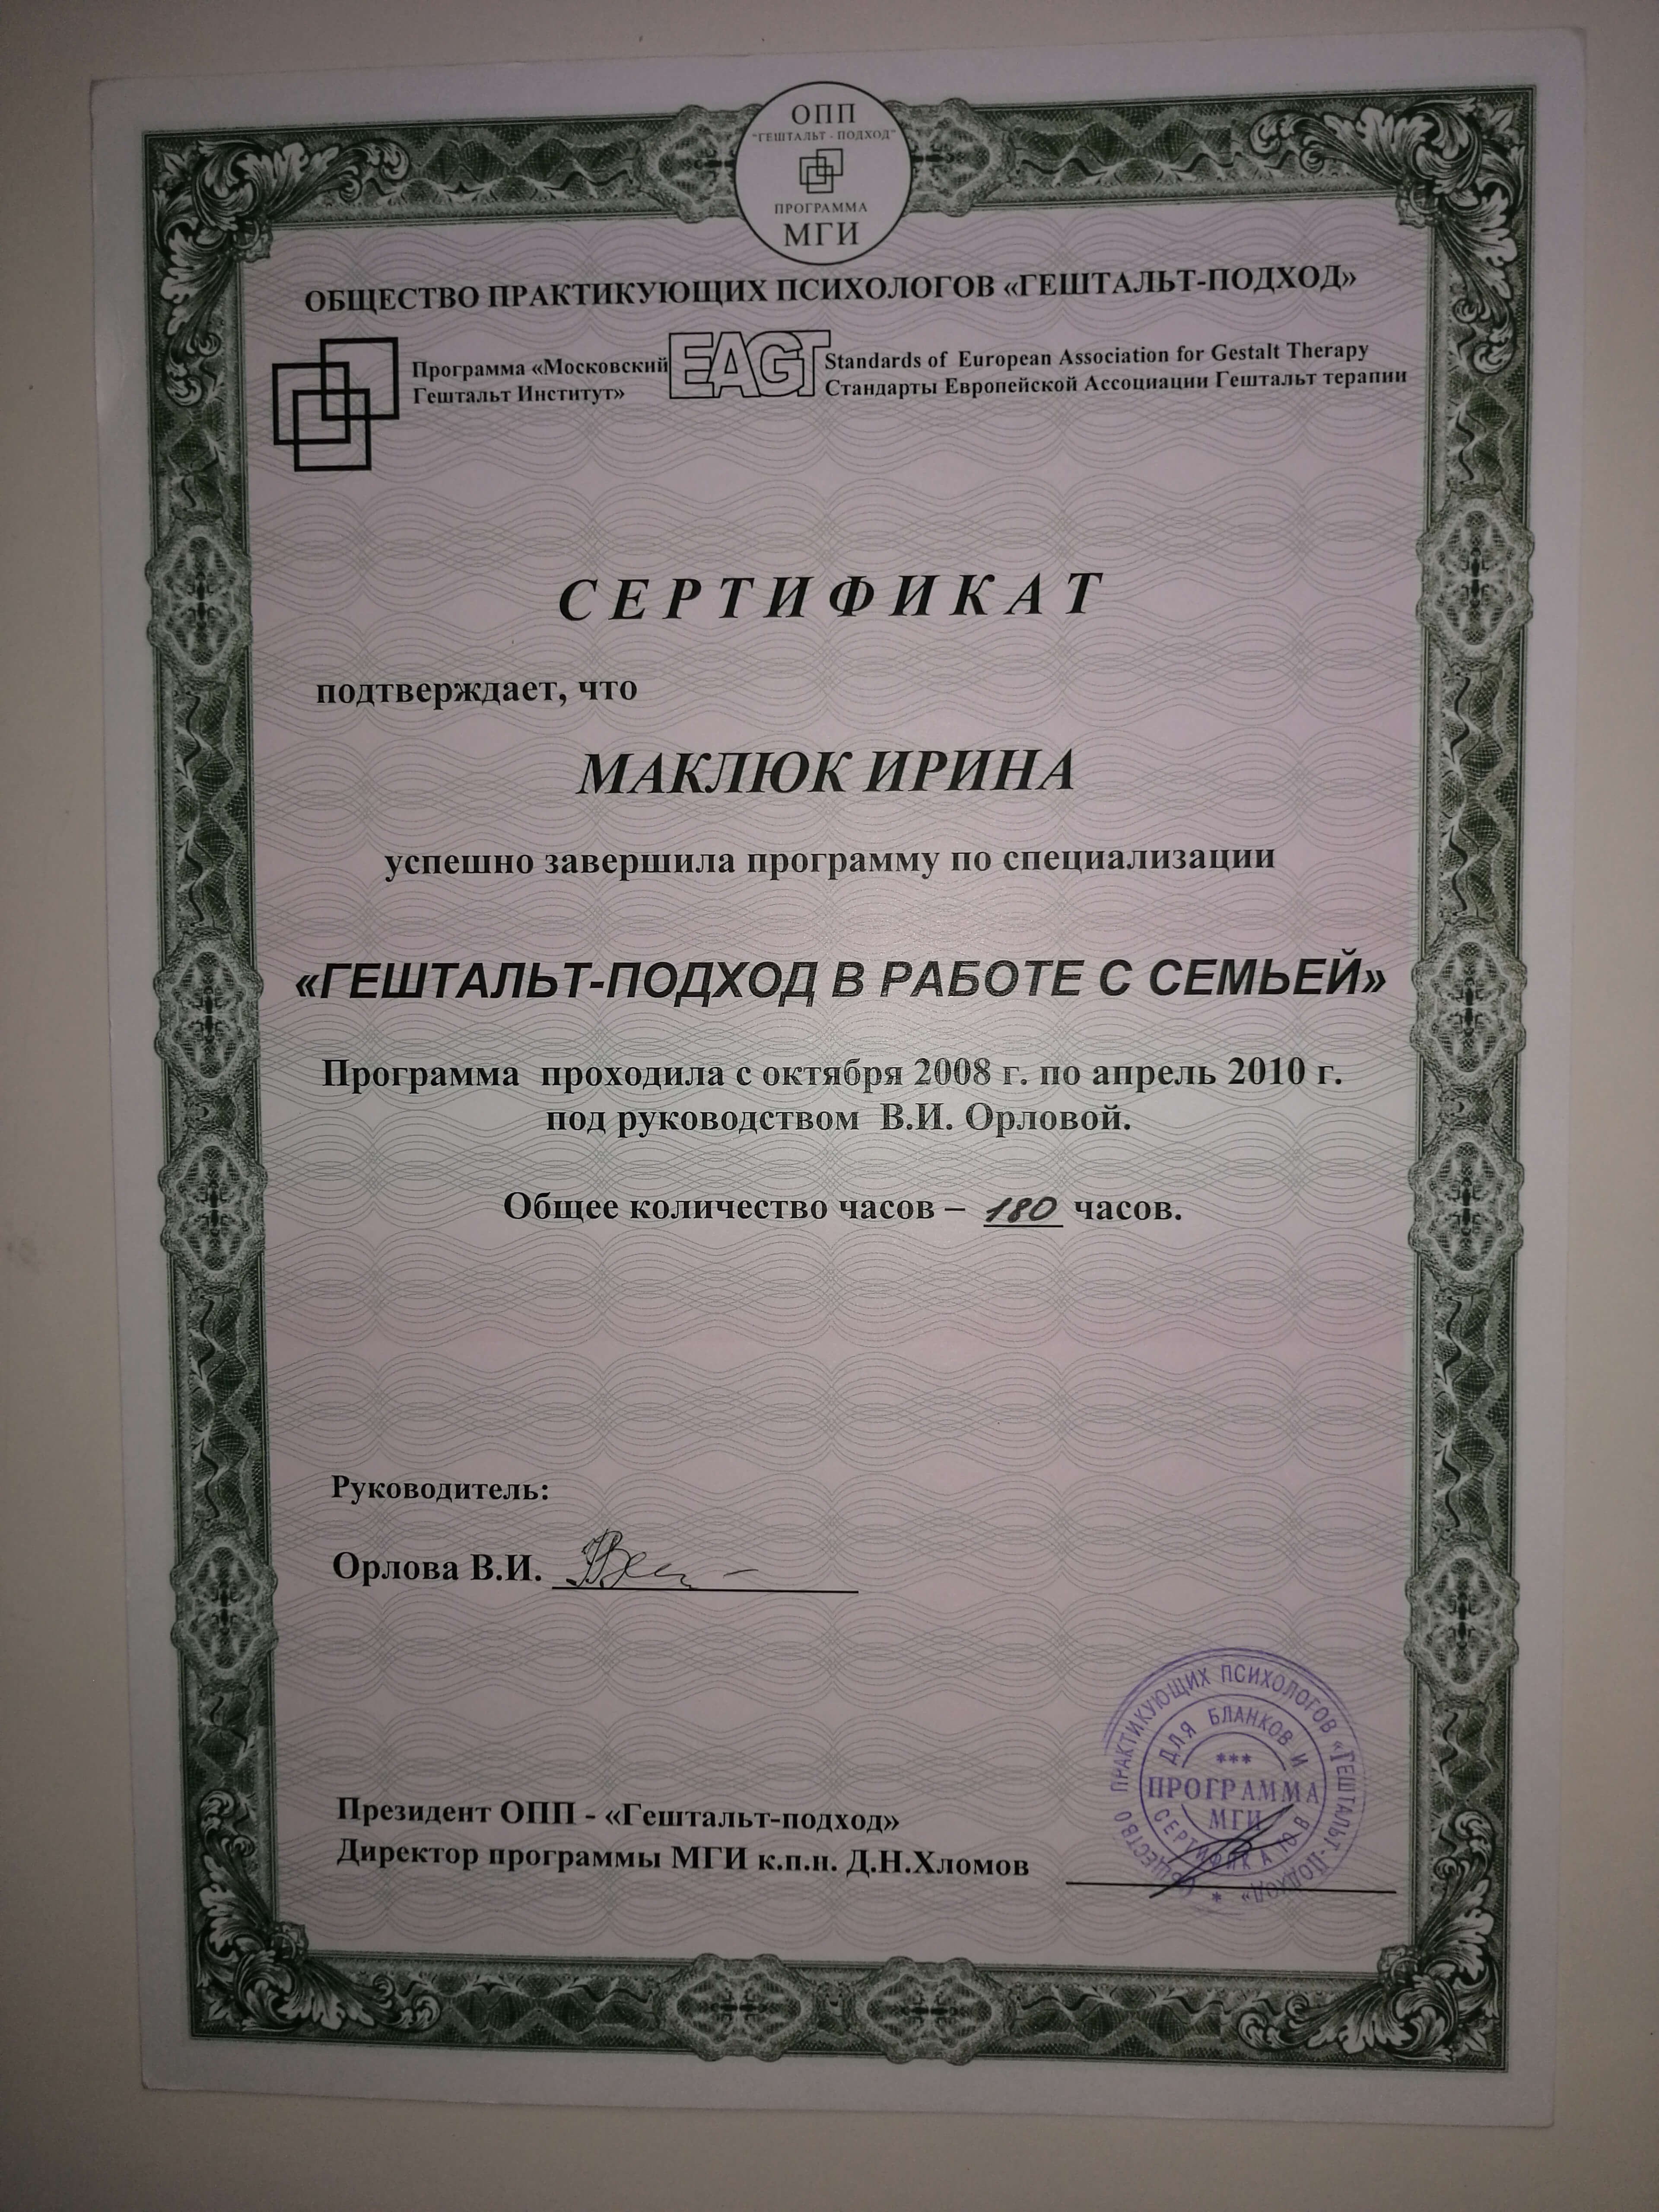 ОПП
"ГЕШТАЛЬТ - ПОДХОД"
ПРОГРАММА
МГИ
ОБЩЕСТВО ПРАКТИКУЮЩИХ ПСИХОЛОГОВ «ГЕШТАЛЬТ-ПОДХОД»
Программа «Московский
Гештальт Институт»
EAGT
Standards of European Association for Gestalt Therapy
Стандарты Европейской Ассоциации Гештальт терапии
СЕРТИФИКАТ
подтверждает, что
МАКЛЮК ИРИНА
успешно завершила программу по специализации
«ГЕШТАЛЬТ-ПОДХОД В РАБОТЕ С СЕМЬЕЙ»
Программа проходила с октября 2008 г. по апрель 2010 г.
под руководством В.И. Орловой.
Общее количество часов – 180 часов.
Руководитель:
Орлова В.И.
Президент ОПП - «Гештальт-подход»
Директор программы МГИ к.п.н. Д.Н.Хломов
ОБЩЕСТВО ПРАКТИКУЮЩИХ ПСИХОЛОГОВ «ГЕШТАЛЬТ-ПОДХОД» *
ДЛЯ БЛАНКОВ И СЕРТИФИКАТОВ
***
ПРОГРАММА
МГИ